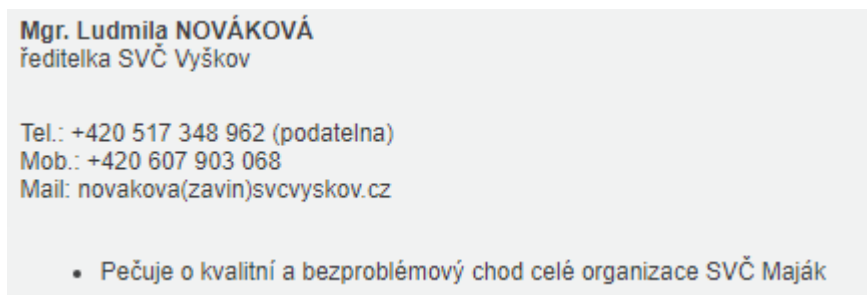 Mgr. Ludmila NOVÁKOVÁ
ředitelka SVČ Vyškov
Tel.: +420 517 348 962 (podatelna)
Mob.: +420 607 903 068
Mail: novakova(zavin)svcvyskov.cz
• Pečuje o kvalitní a bezproblémový chod celé organizace SVČ Maják